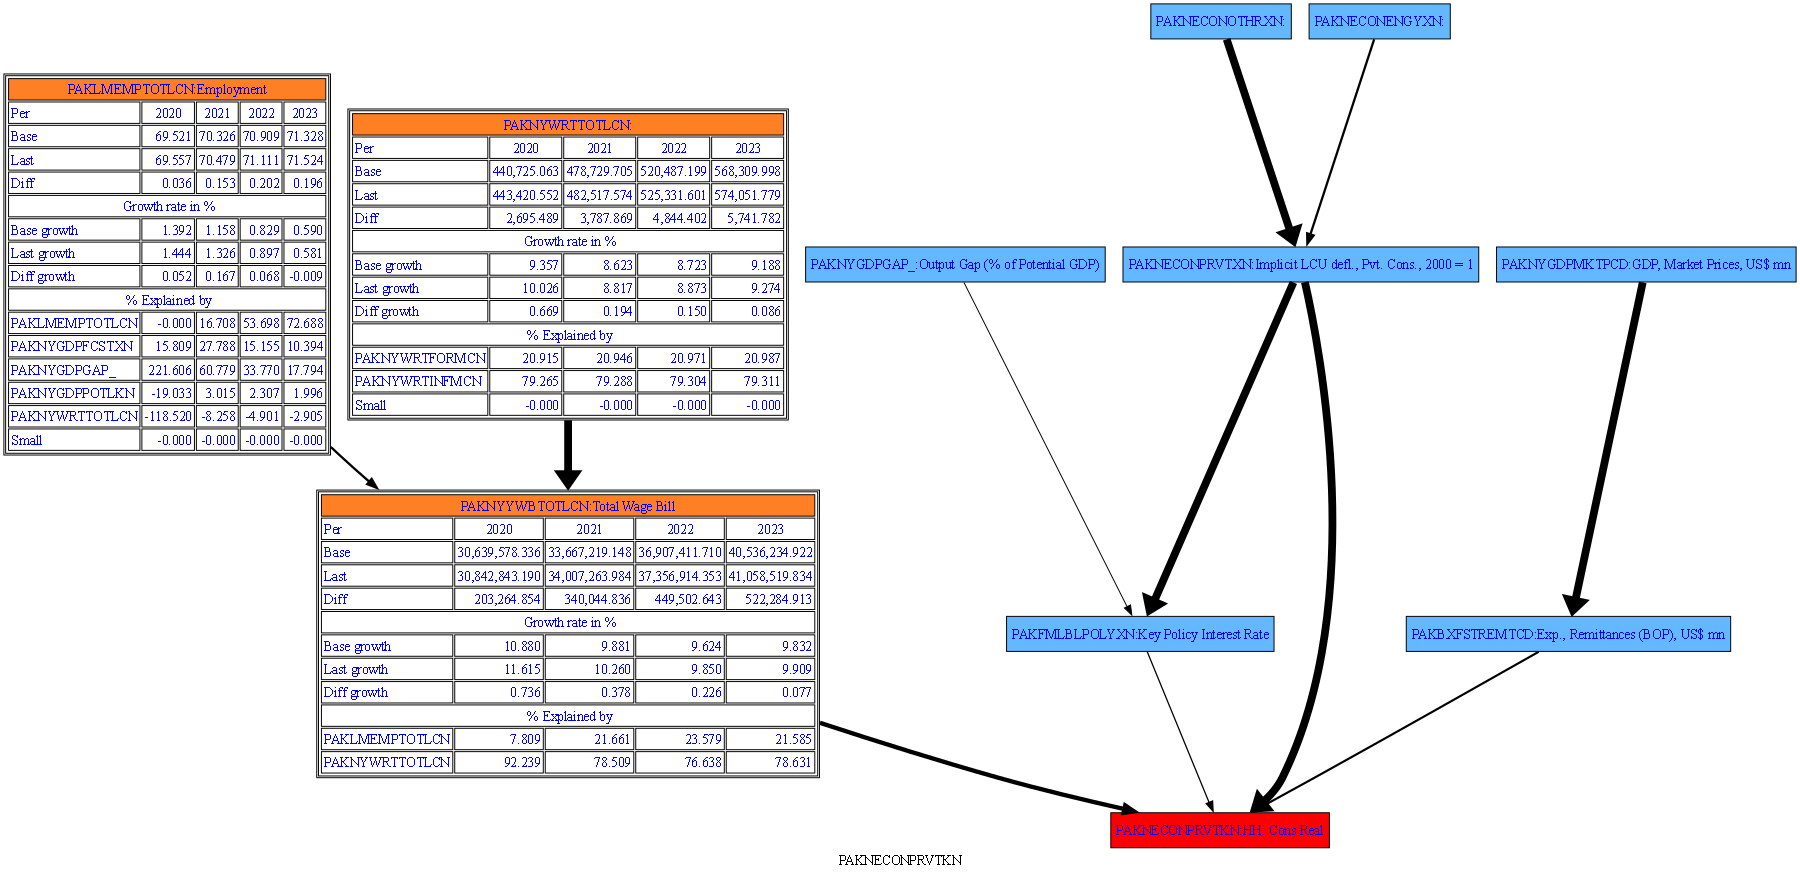 PAKNECONOTHRXN:
PAKNECONENGYXN:
PAKLMEMPTOTLCN:Employment
Per 2020 2021 2022 2023
Base 69.521 70.326 70.909 71.328
Last 69.557 70.479 71.111 71.524
Diff 0.036 0.153 0.202 0.196
Growth rate in %
Base growth 1.392 1.158 0.829 0.590
Last growth 1.444 1.326 0.897 0.581
Diff growth 0.052 0.167 0.068 -0.009
% Explained by
PAKLMEMPTOTLCN -0.000 16.708 53.698 72.688
PAKNYGDPFCSTXN 15.809 27.788 15.155 10.394
PAKNYGDPGAP_ 221.606 60.779 33.770 17.794
PAKNYGDPPOTLKN -19.033 3.015 2.307 1.996
PAKNYWRTTOTLCN -118.520 -8.258 -4.901 -2.905
Small -0.000 -0.000 -0.000 -0.000
PAKNYWRTTOTLCN:
Per 2020 2021 2022 2023
Base 440,725.063 478,729.705 520,487.199 568,309.998
Last 443,420.552 482,517.574 525,331.601 574,051.779
Diff 2,695.489 3,787.869 4,844.402 5,741.782
Growth rate in %
Base growth 9.357 8.623 8.723 9.188
Last growth 10.026 8.817 8.873 9.274
Diff growth 0.669 0.194 0.150 0.086
% Explained by
PAKNYWRTFORMCN 20.915 20.946 20.971 20.987
PAKNYWRTINFMCN 79.265 79.288 79.304 79.311
Small -0.000 -0.000 -0.000 -0.000
PAKNYGDPGAP_:Output Gap (% of Potential GDP)
PAKNECONPRVTXN:Implicit LCU defl., Pvt. Cons., 2000 = 1
PAKNYGDPMKTPCD:GDP, Market Prices, US$ mn
PAKNYYWBTOTLCN:Total Wage Bill
Per 2020 2021 2022 2023
Base 30,639,578.336 33,667,219.148 36,907,411.710 40,536,234.922
Last 30,842,843.190 34,007,263.984 37,356,914.353 41,058,519.834
Diff 203,264.854 340,044.836 449,502.643 522,284.913
Growth rate in %
Base growth 10.880 9.881 9.624 9.832
Last growth 11.615 10.260 9.850 9.909
Diff growth 0.736 0.378 0.226 0.077
% Explained by
PAKLMEMPTOTLCN 7.809 21.661 23.579 21.585
PAKNYWRTTOTLCN 92.239 78.509 76.638 78.631
PAKFMLBLPOLYXN:Key Policy Interest Rate
PAKBXFSTREMTCD:Exp., Remittances (BOP), US$ mn
PAKNECONPRVTKN:HH. Cons Real
PAKNECONPRVTKN